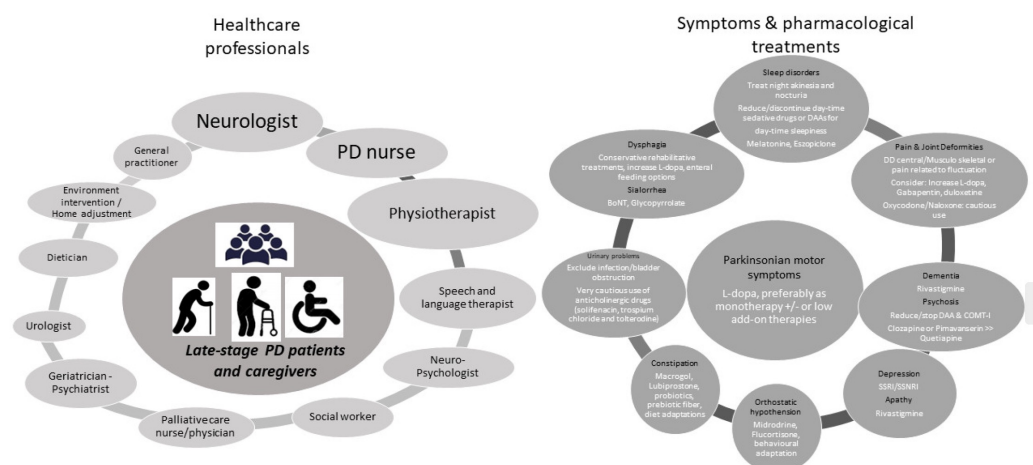 Healthcare
professionals
Neurologist
PD nurse
Physiotherapist
Speech and
language therapist
Neuro-
Psychologist
Social worker
Palliative care
nurse/physician
Geriatrician -
Psychiatrist
Urologist
Dietician
Environment
intervention /
Home adjustment
General
practitioner
Late-stage PD patients
and caregivers
Symptoms & pharmacological
treatments
Sleep disorders
Treat night akinesia and
nocturia
Reduce/discontinue day-time
sedative drugs or DAAs for
day-time sleepiness
Melatonine, Eszopiclone
Pain & Joint Deformities
DD central/Musculo skeletal or
pain related to fluctuation
Consider: Increase L-dopa,
Gabapentin, duloxetine
Oxycodone/Naloxone: cautious
use
Dementia
Rivastigmine
Psychosis
Reduce/stop DAA & COMT-I
Clozapine or Pimavanserin >>
Quetiapine
Depression
SSRI/SSNRI
Apathy
Rivastigmine
Orthostatic
hypothension
Midrodrine,
Flucortisone,
behavioural
adaptation
Constipation
Macrogol,
Lubiprostone,
probiotics,
prebiotic fiber,
diet adaptations
Urinary problems
Exclude infection/bladder
obstruction
Very cautious use of
anticholinergic drugs
(solifenacin, trospium
chloride and tolterodine)
Dysphagia
Conservative rehabilitative
treatments, increase L-dopa, enteral
feeding options
Sialorrhea
BoNT, Glycopyrrolate
Parkinsonian motor
symptoms
L-dopa, preferably as
monotherapy +/- or low
add-on therapies